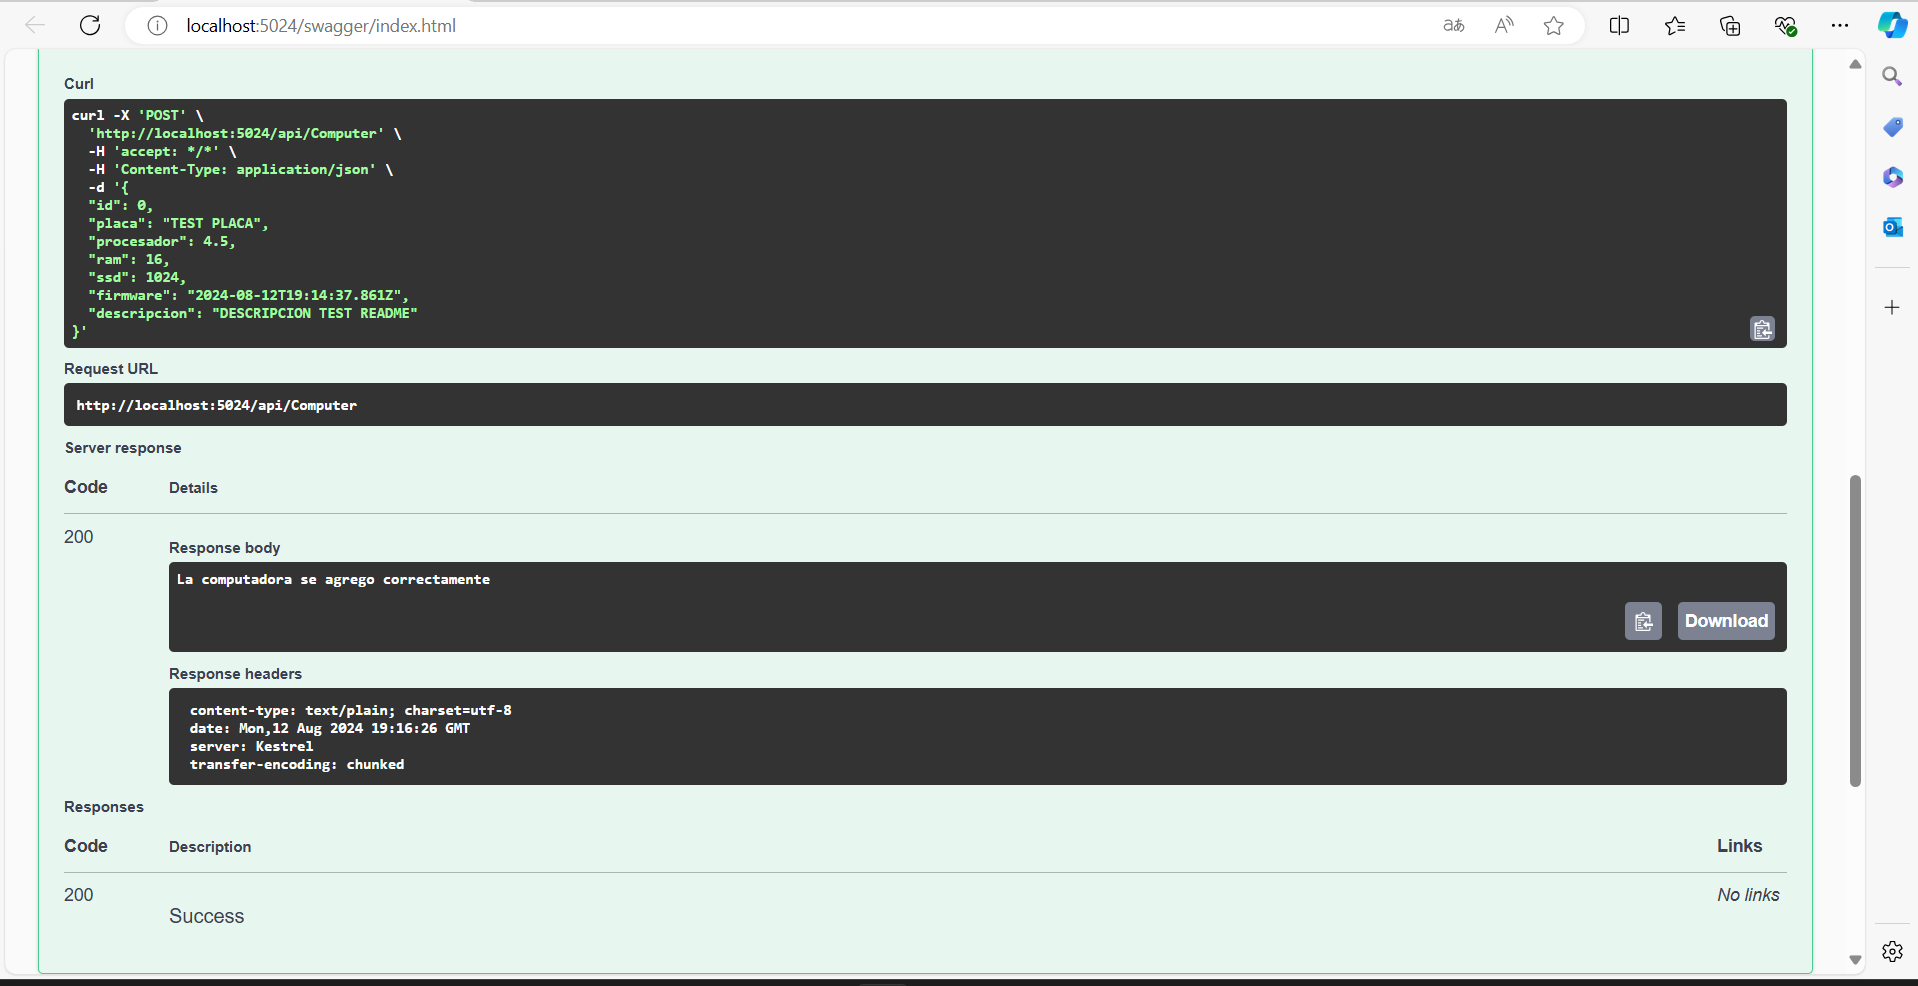 localhost:5024/swagger/index.html
Curl
curl -X 'POST' \
'http://localhost:5024/api/Computer' \
-H 'accept: */*' \
-H 'Content-Type: application/json' \
-d '{
"id": 0,
"placa": "TEST PLACA",
"procesador": 4.5,
"ram": 16,
"ssd": 1024,
"firmware": "2024-08-12T19:14:37.861Z",
"descripcion": "DESCRIPCION TEST README"
}'
Request URL
http://localhost:5024/api/Computer
Server response
Code Details
200
Response body
La computadora se agrego correctamente
Download
Response headers
content-type: text/plain; charset=utf-8
date: Mon,12 Aug 2024 19:16:26 GMT
server: Kestrel
transfer-encoding: chunked
Responses
Code Description Links
200 No links
Success